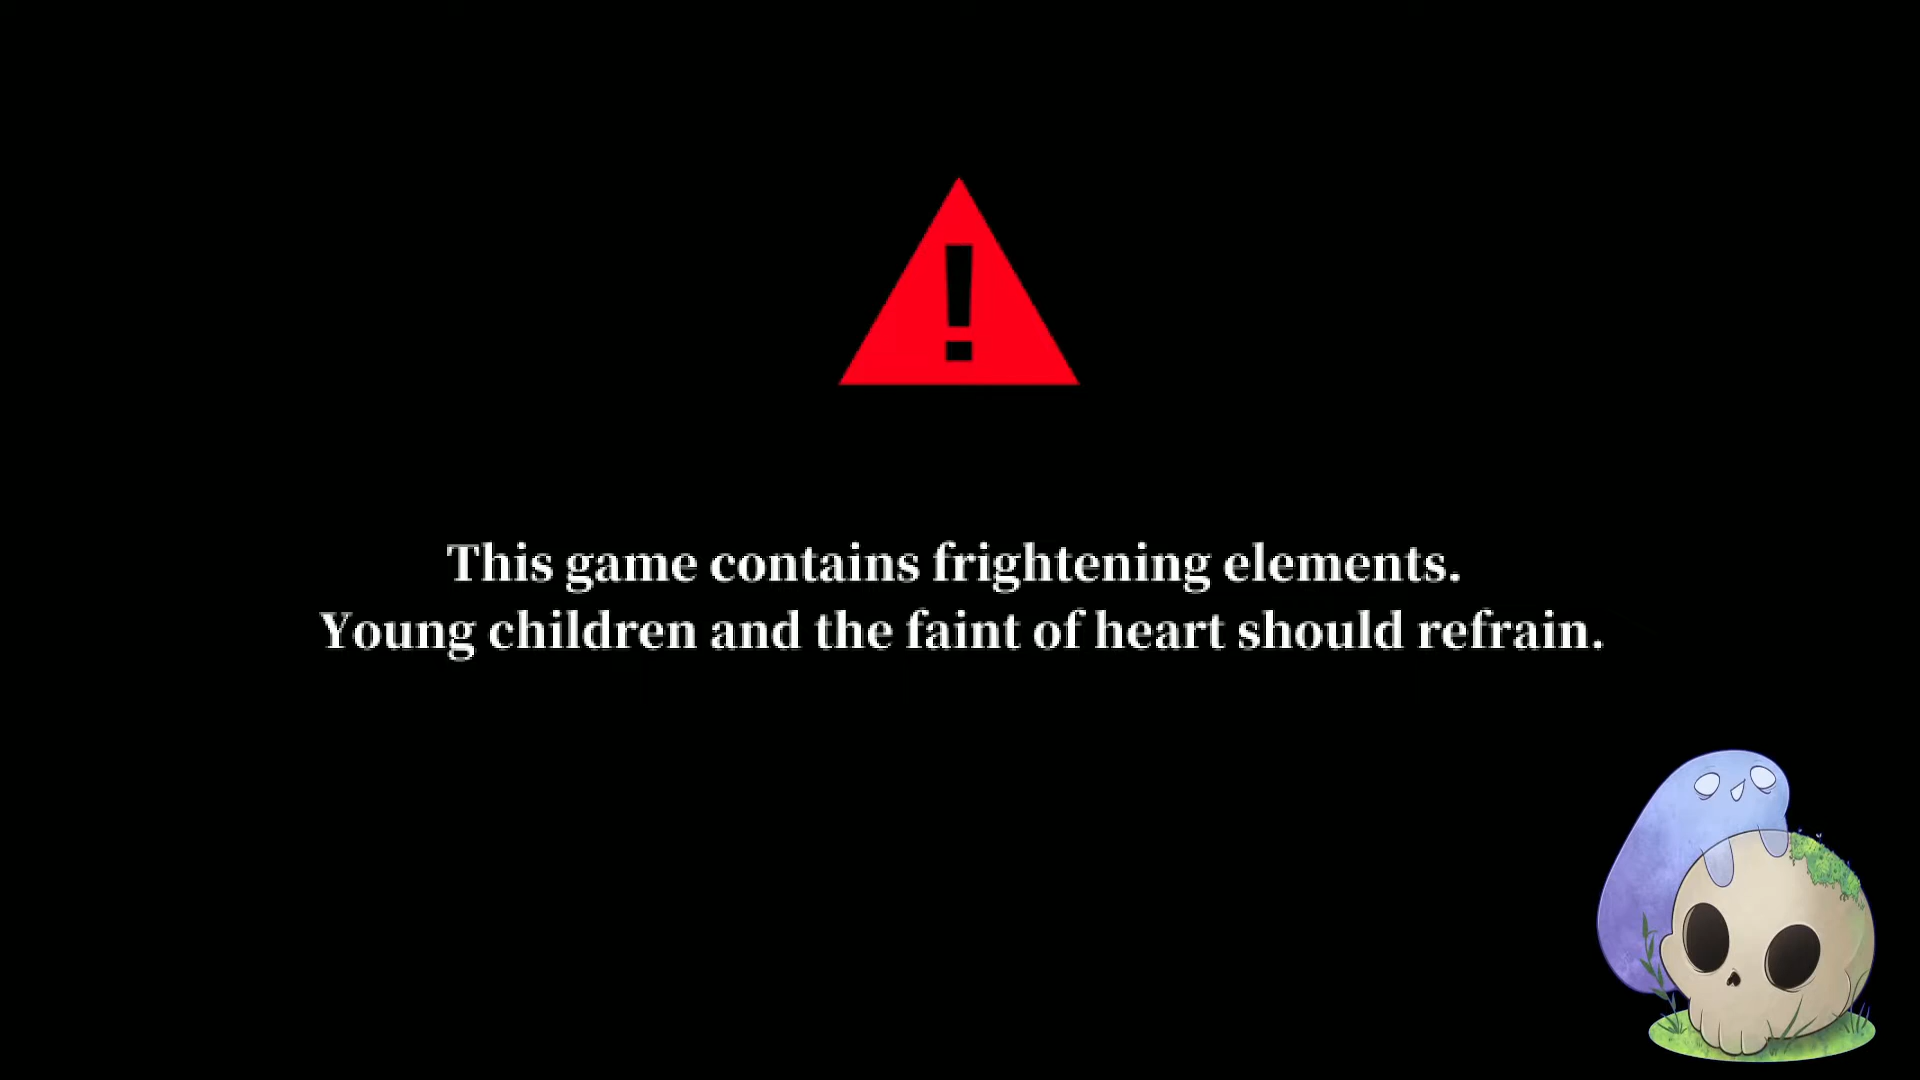 !
This game contains frightening elements.
Young children and the faint of heart should refrain.